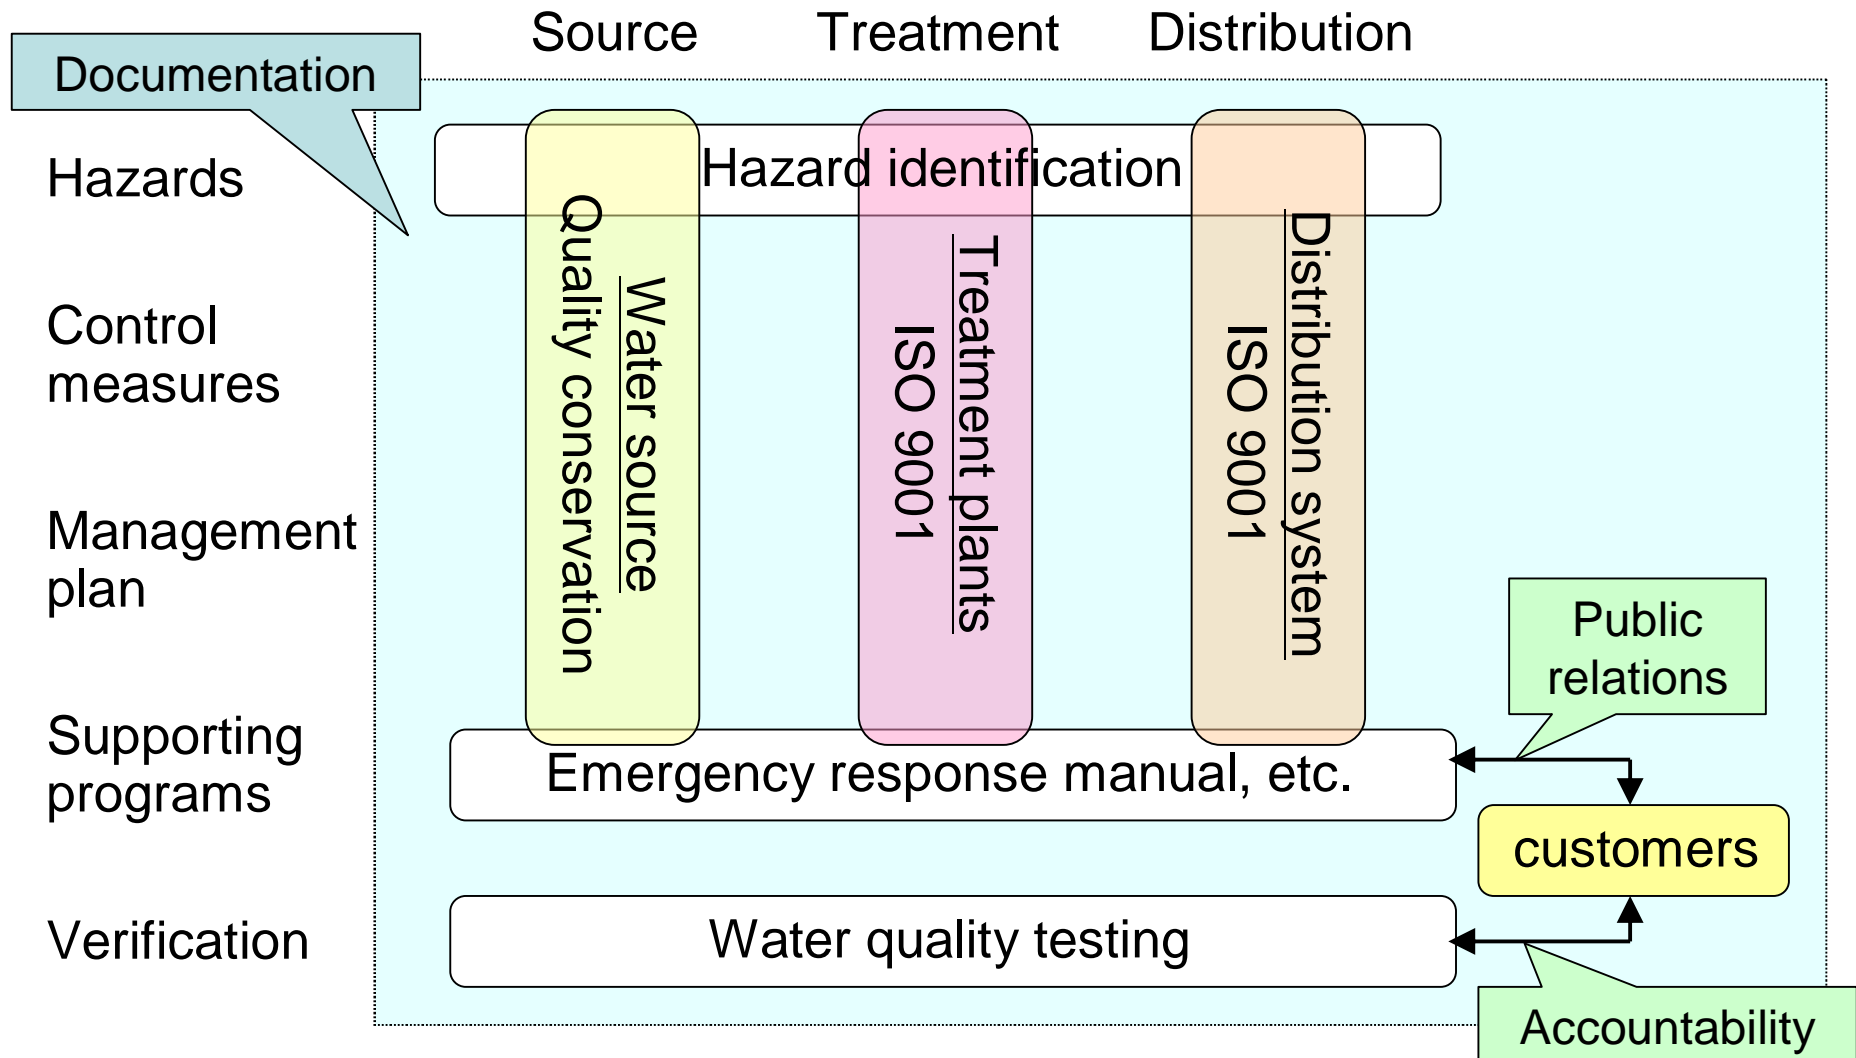 Source Treatment Distribution
Documentation
Hazards
Hazard identification
Control
measures
Management
plan
Supporting
programs
Verification
Water source
Quality conservation
Treatment plants
ISO 9001
Distribution system
ISO 9001
Emergency response manual, etc.
Water quality testing
Public
relations
customers
Accountability